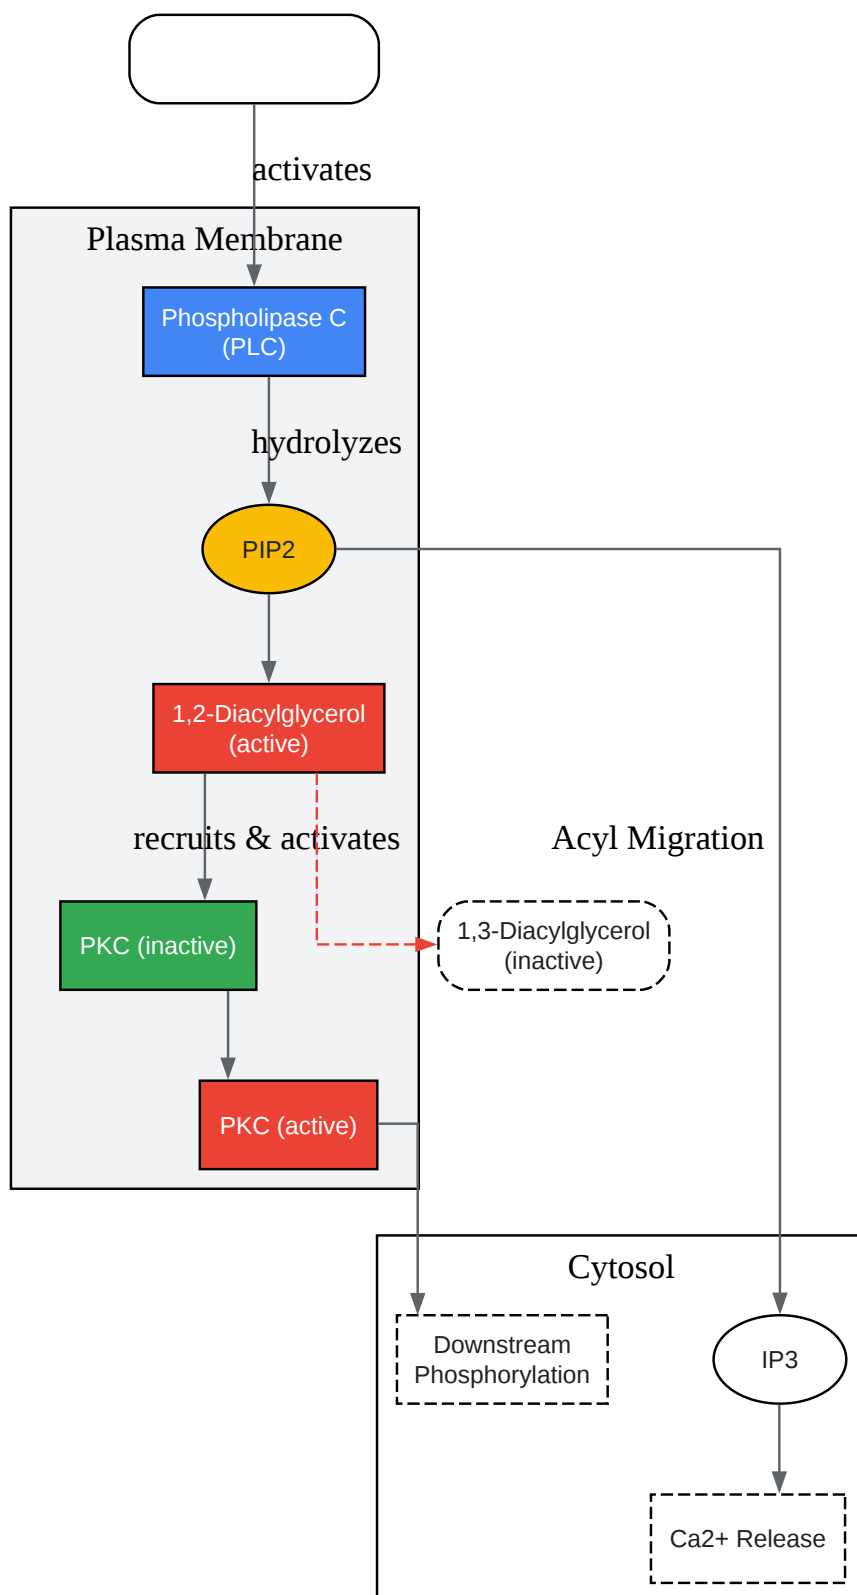 activates
Plasma Membrane
Phospholipase C
(PLC)
hydrolyzes
PIP2
1,2-Diacylglycerol
(active)
recruits & activates
Acyl Migration
PKC (inactive)
1,3-Diacylglycerol
(inactive)
PKC (active)
Cytosol
Downstream
Phosphorylation
IP3
Ca2+ Release